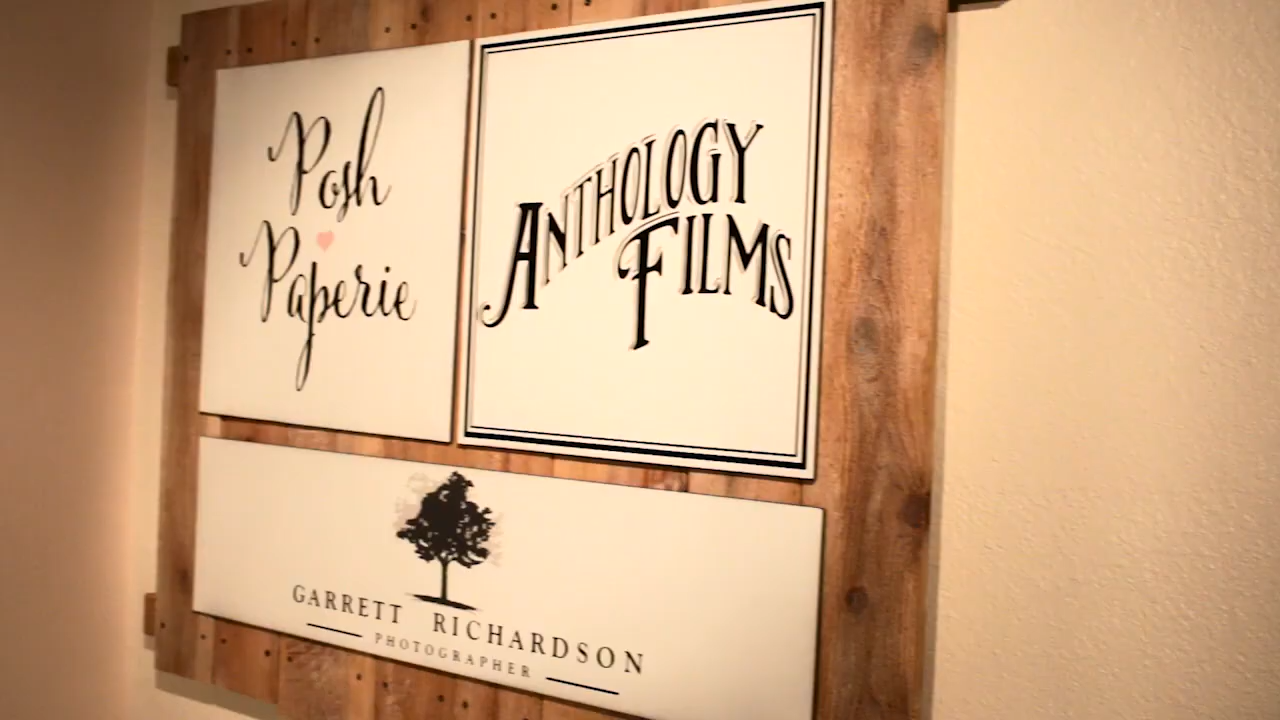 Posh
Paperie
ANTHOLOGY
FILMS
GARRETT RICHARDSON
PHOTOGRAPHER